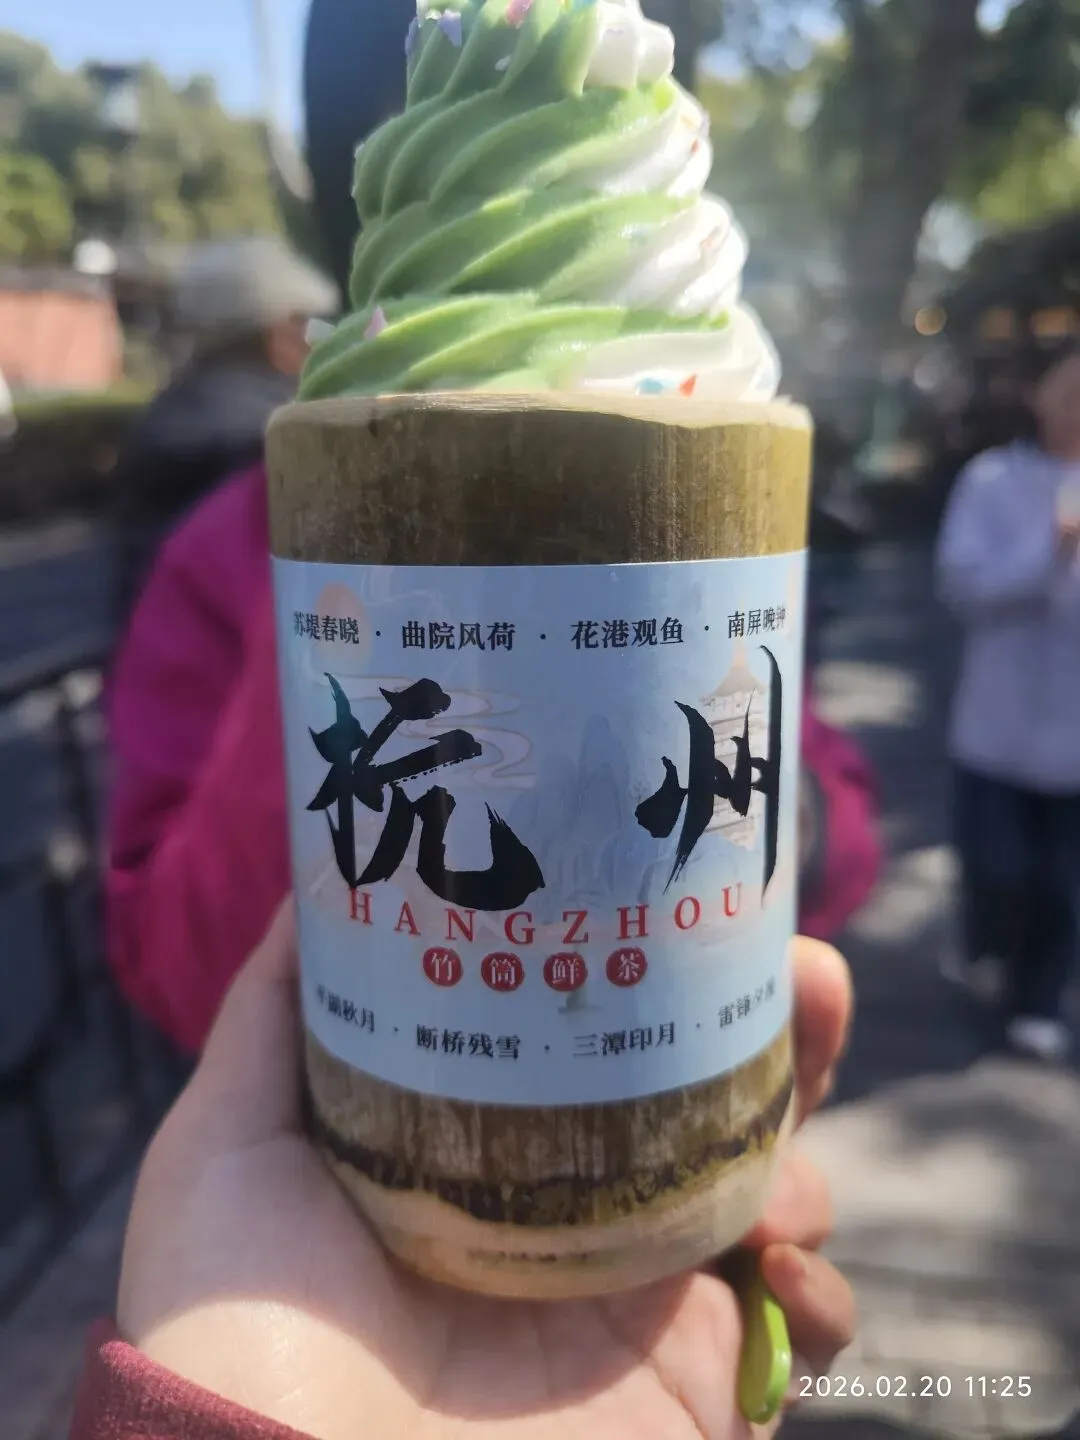 苏堤春晓 · 曲院风荷 · 花港观鱼 · 南屏晚钟
杭州
HANGZHOU
竹筒鲜茶
平湖秋月 · 断桥残雪 · 三潭印月 · 雷锋夕照
2026.02.20 11:25